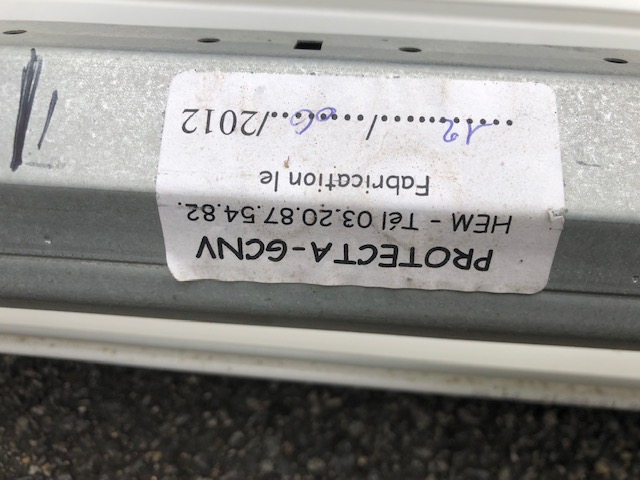 PROTECTA-GCNV
HEM - Tél 03.20.87.54.82.
Fabrication le
......12......./.....06..../2012